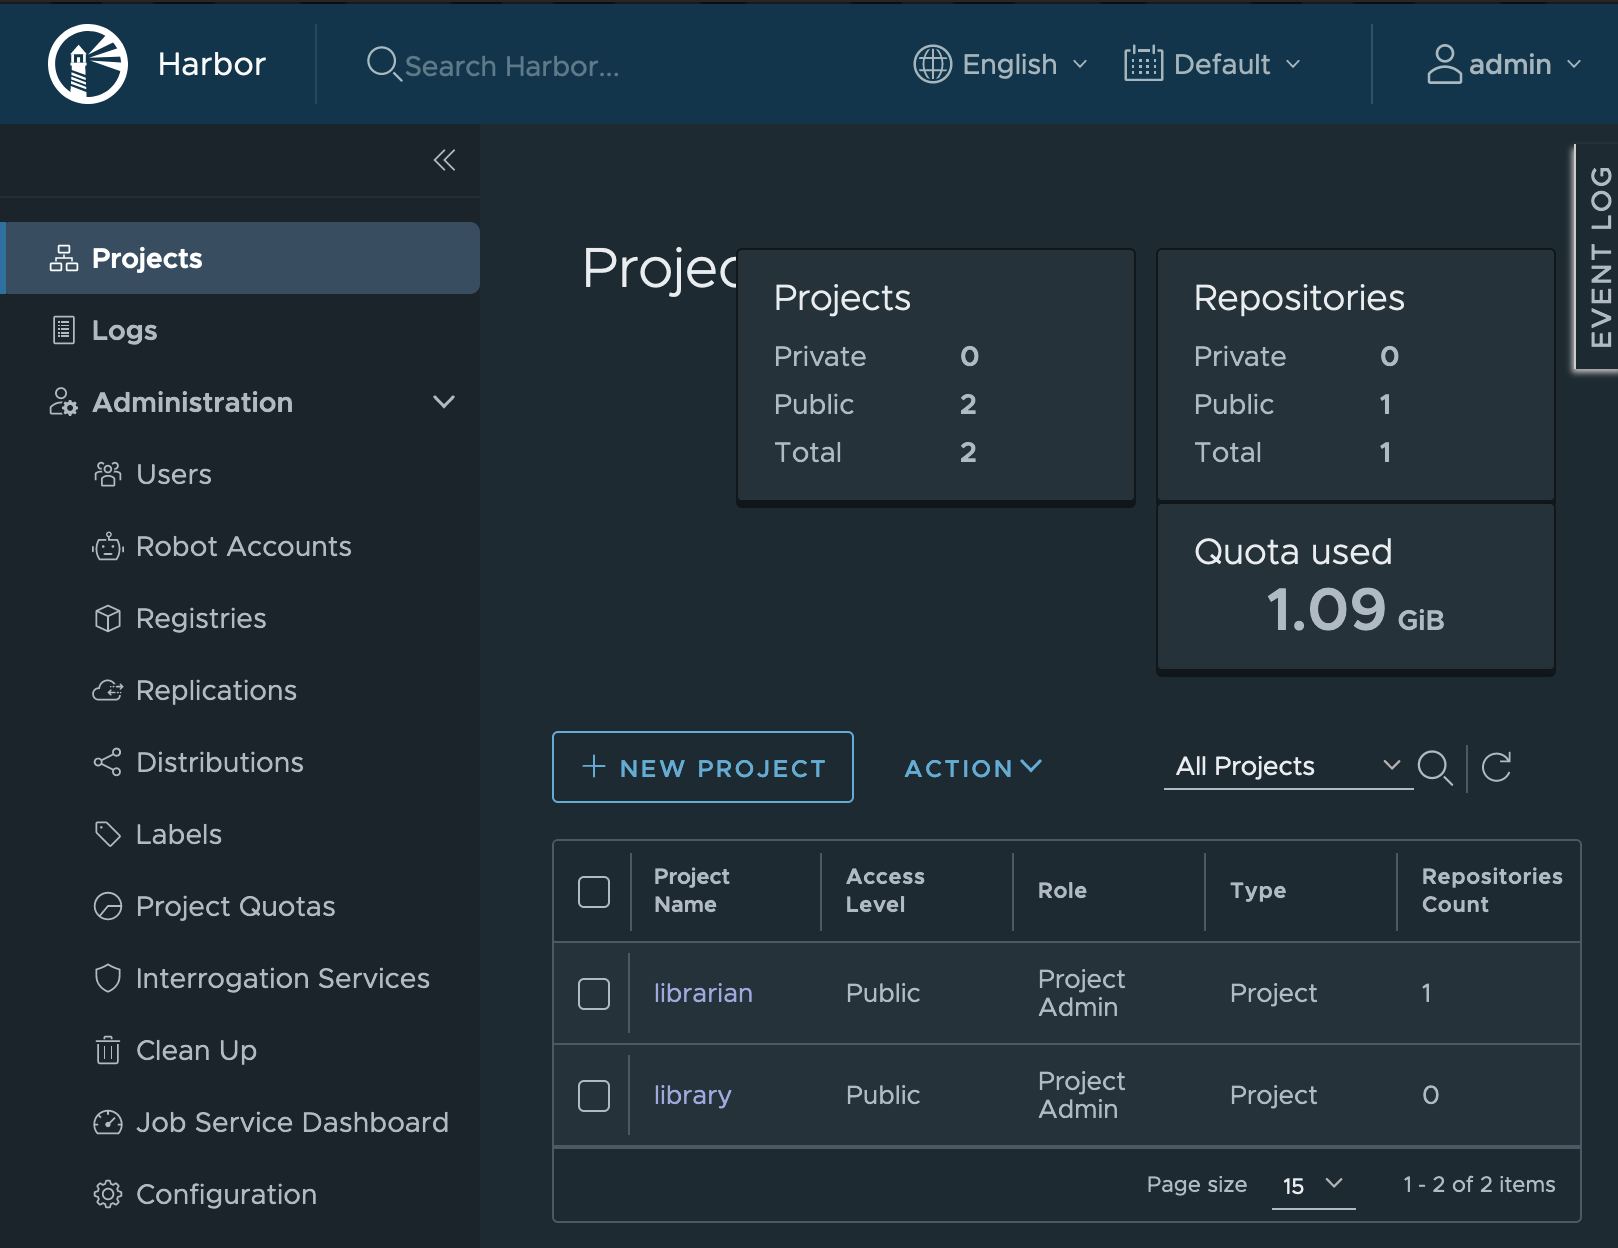 Harbor
Search Harbor...
English
Default
admin
EVENT LOG
Projects
Logs
Administration
Users
Robot Accounts
Registries
Replications
Distributions
Labels
Project Quotas
Interrogation Services
Clean Up
Job Service Dashboard
Configuration
Projec
Projects
Private 0
Public 2
Total 2
Repositories
Private 0
Public 1
Total 1
Quota used
1.09 GiB
NEW PROJECT
ACTION
All Projects
Project Name
Access Level
Role
Type
Repositories Count
librarian Public Project Admin Project 1
library Public Project Admin Project 0
Page size 15 1 - 2 of 2 items